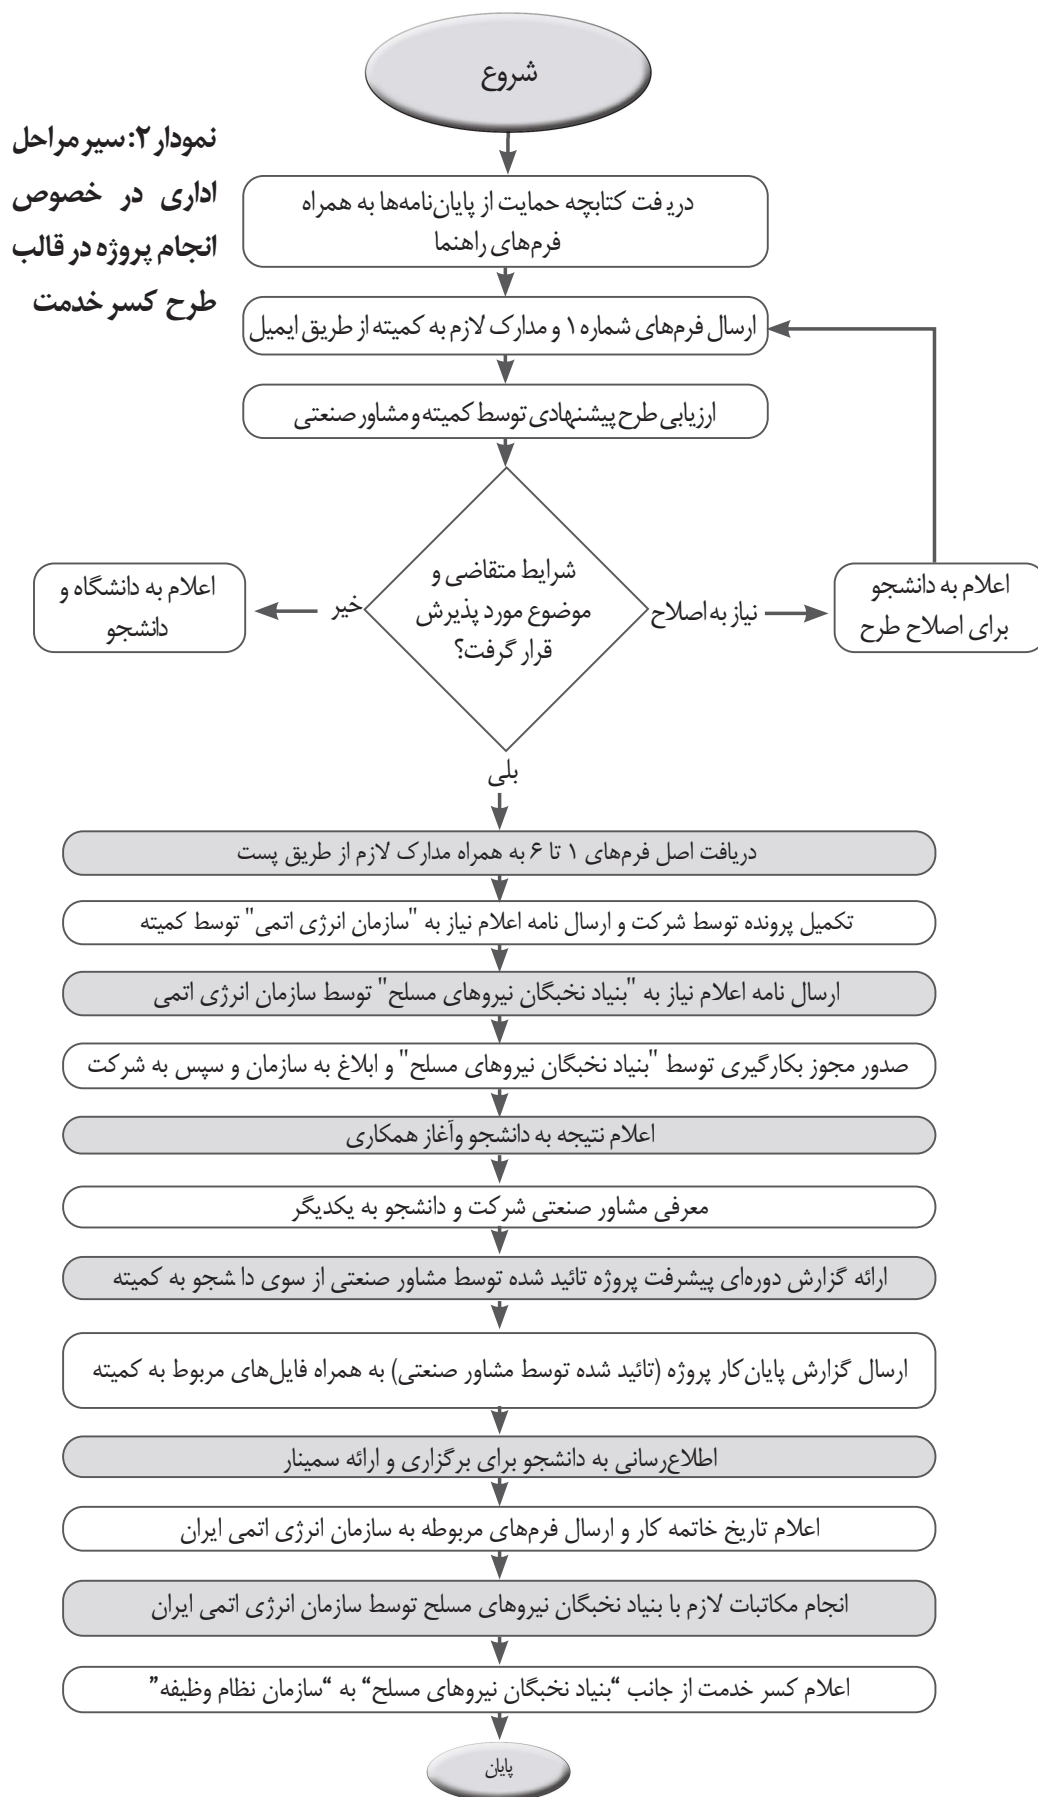 شروع
نمودار ۲: سیر مراحل
اداری در خصوص
انجام پروژه در قالب
طرح کسر خدمت
دریفت کتابچه حمایت از پایان‌نامه‌ها به همراه
فرم‌های راهنما
ارسال فرم‌های شماره ۱ و مدارک لازم به کمیته از طریق ایمیل
ارزیابی طرح پیشنهادی توسط کمیته و مشاور صنعتی
شرایط متقاضی و
موضوع مورد پذیرش
قرار گرفت؟
نیاز به اصلاح
اعلام به دانشجو
برای اصلاح طرح
خیر
اعلام به دانشگاه و
دانشجو
بلی
دریافت اصل فرم‌های ۱ تا ۶ به همراه مدارک لازم از طریق پست
تکمیل پرونده توسط شرکت و ارسال نامه اعلام نیاز به "سازمان انرژی اتمی" توسط کمیته
ارسال نامه اعلام نیاز به "بنیاد نخبگان نیروهای مسلح" توسط سازمان انرژی اتمی
صدور مجوز بکارگیری توسط "بنیاد نخبگان نیروهای مسلح" و ابلاغ به سازمان و سپس به شرکت
اعلام نتیجه به دانشجو وآغاز همکاری
معرفی مشاور صنعتی شرکت و دانشجو به یکدیگر
ارائه گزارش دوره‌ای پیشرفت پروژه تائید شده توسط مشاور صنعتی از سوی دا شجو به کمیته
ارسال گزارش پایان‌کار پروژه (تائید شده توسط مشاور صنعتی) به همراه فایل‌های مربوط به کمیته
اطلاع‌رسانی به دانشجو برای برگزاری و ارائه سمینار
اعلام تاریخ خاتمه کار و ارسال فرم‌های مربوطه به سازمان انرژی اتمی ایران
انجام مکاتبات لازم با بنیاد نخبگان نیروهای مسلح توسط سازمان انرژی اتمی ایران
اعلام کسر خدمت از جانب “بنیاد نخبگان نیروهای مسلح“ به “سازمان نظام وظیفه”
پایان